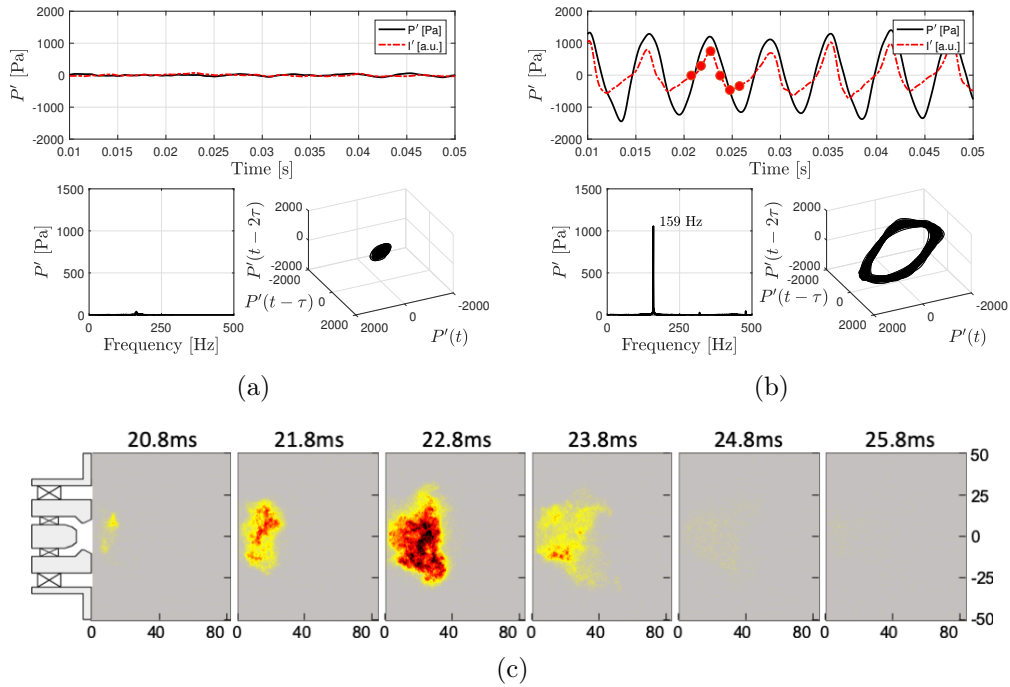 2000
1000
0
-1000
-2000
P′ [Pa]
P′ [Pa]
I′ [a.u.]
0.01 0.015 0.02 0.025 0.03 0.035 0.04 0.045 0.05
Time [s]
1500
1000
500
0
P′ [Pa]
0 250 500
Frequency [Hz]
2000
0
-2000
P′(t − 2τ)
-2000
0
2000
P′(t − τ)
2000
0
-2000
P′(t)
(a)
2000
1000
0
-1000
-2000
P′ [Pa]
P′ [Pa]
I′ [a.u.]
0.01 0.015 0.02 0.025 0.03 0.035 0.04 0.045 0.05
Time [s]
1500
1000
500
0
P′ [Pa]
159 Hz
0 250 500
Frequency [Hz]
2000
0
-2000
P′(t − 2τ)
-2000
0
2000
P′(t − τ)
2000
0
-2000
P′(t)
(b)
20.8ms 21.8ms 22.8ms 23.8ms 24.8ms 25.8ms
50
25
0
-25
-50
0 40 80 0 40 80 0 40 80 0 40 80 0 40 80 0 40 80
(c)